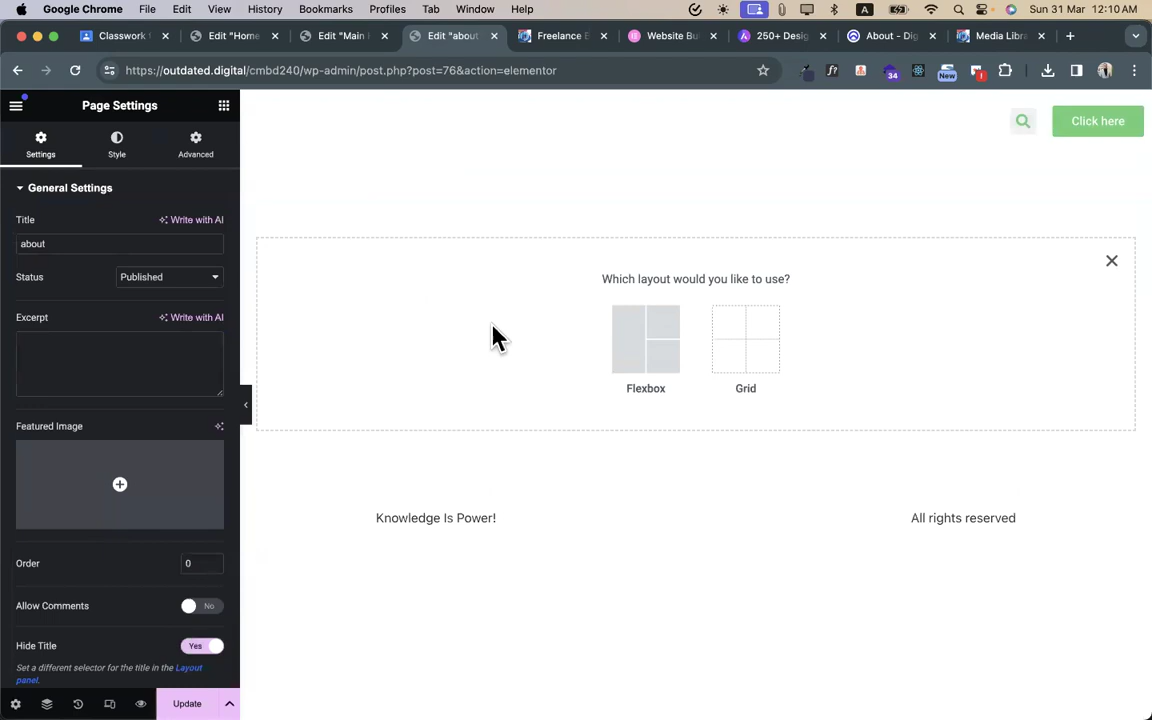 Google Chrome File Edit View History Bookmarks Profiles Tab Window Help A Sun 31 Mar 12:10 AM
Classwork Edit "Home Edit "Main Edit "about Freelance Website Bu 250+ Desig About - Dig Media Libra
https://outdated.digital/cmbd240/wp-admin/post.php?post=76&action=elementor
f? 34 New
Page Settings
Click here
Settings Style Advanced
General Settings
Title Write with AI
about
Status Published
Which layout would you like to use?
Excerpt Write with AI
Flexbox Grid
Featured Image
Knowledge Is Power! All rights reserved
Order 0
Allow Comments No
Hide Title Yes
Set a different selector for the title in the Layout
panel.
Update